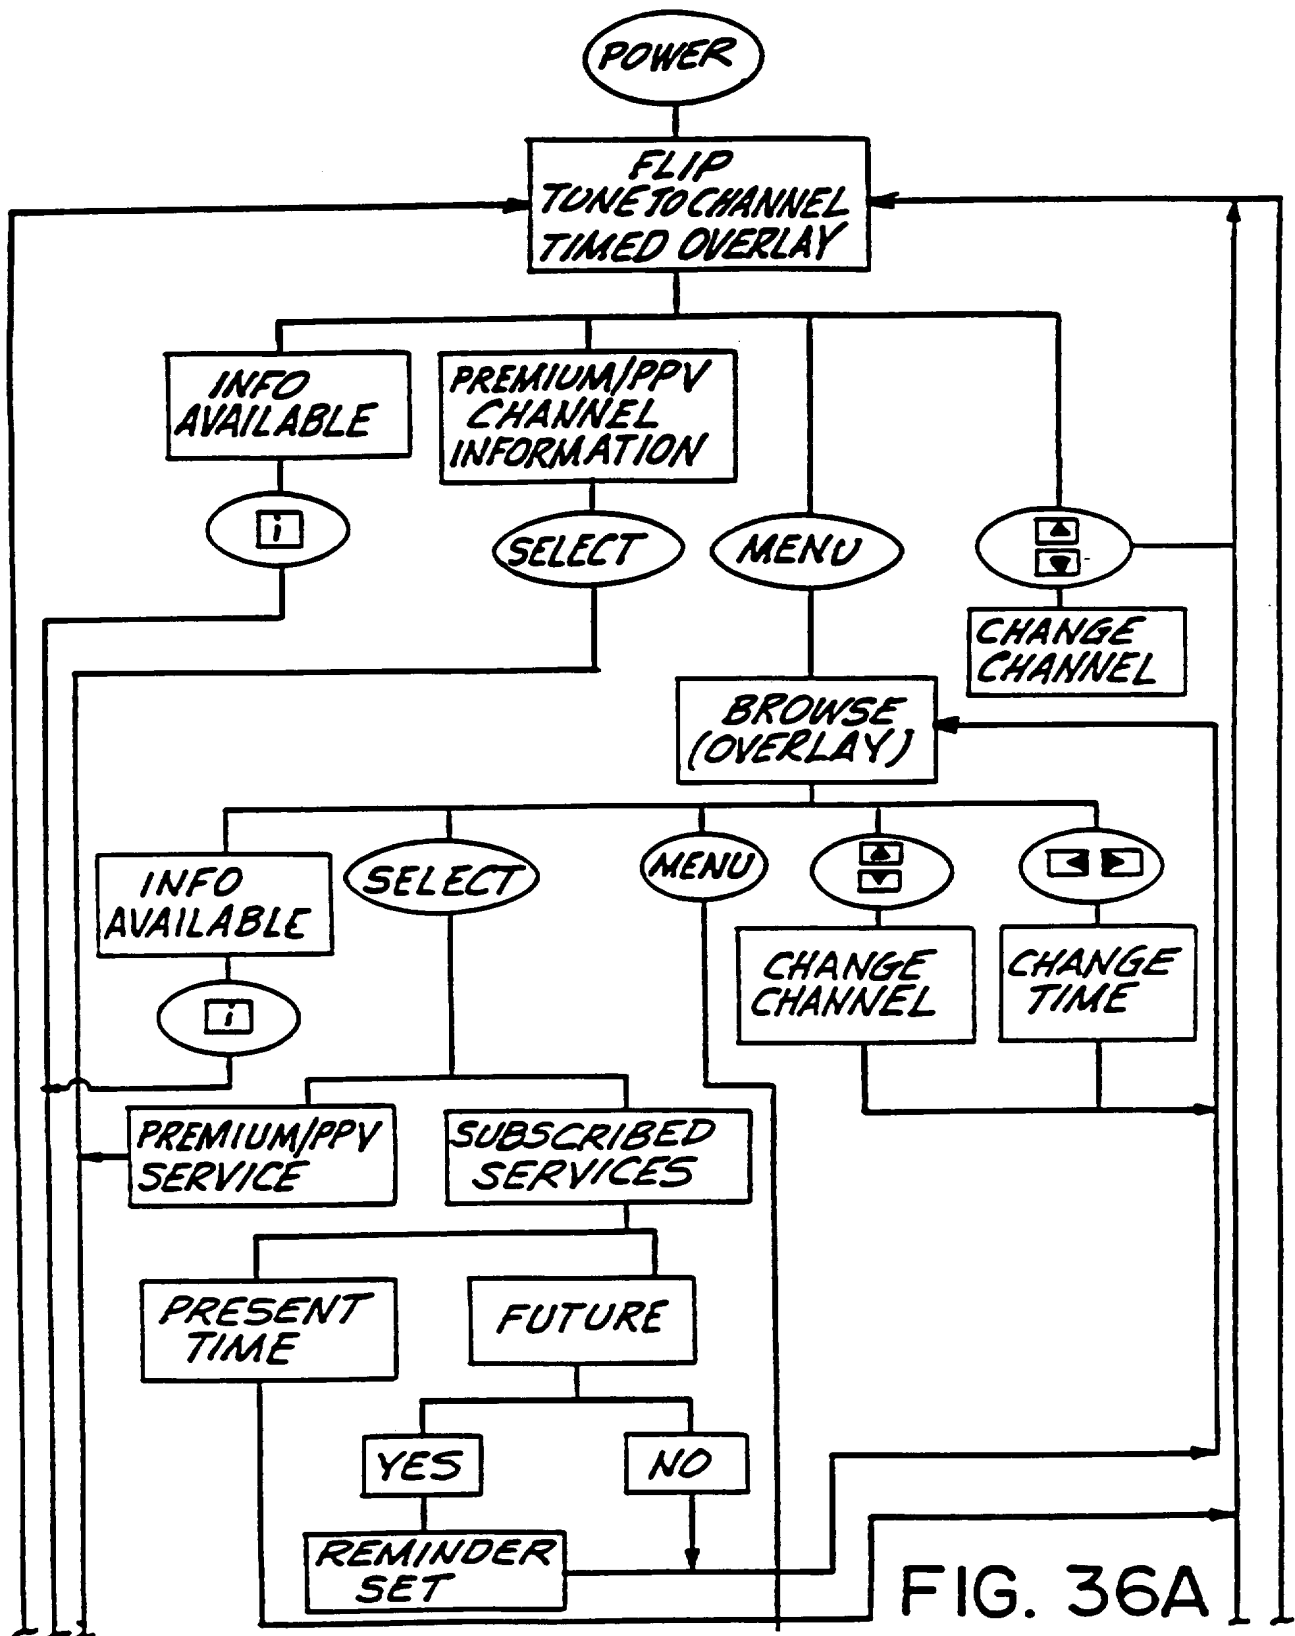 POWER
FLIP
TUNE TO CHANNEL
TIMED OVERLAY
INFO
AVAILABLE
PREMIUM/PPV
CHANNEL
INFORMATION
i
SELECT
MENU
CHANGE
CHANNEL
BROWSE
(OVERLAY)
INFO
AVAILABLE
SELECT
MENU
i
CHANGE
CHANNEL
CHANGE
TIME
PREMIUM/PPV
SERVICE
SUBSCRIBED
SERVICES
PRESENT
TIME
FUTURE
YES
NO
REMINDER
SET
FIG. 36A